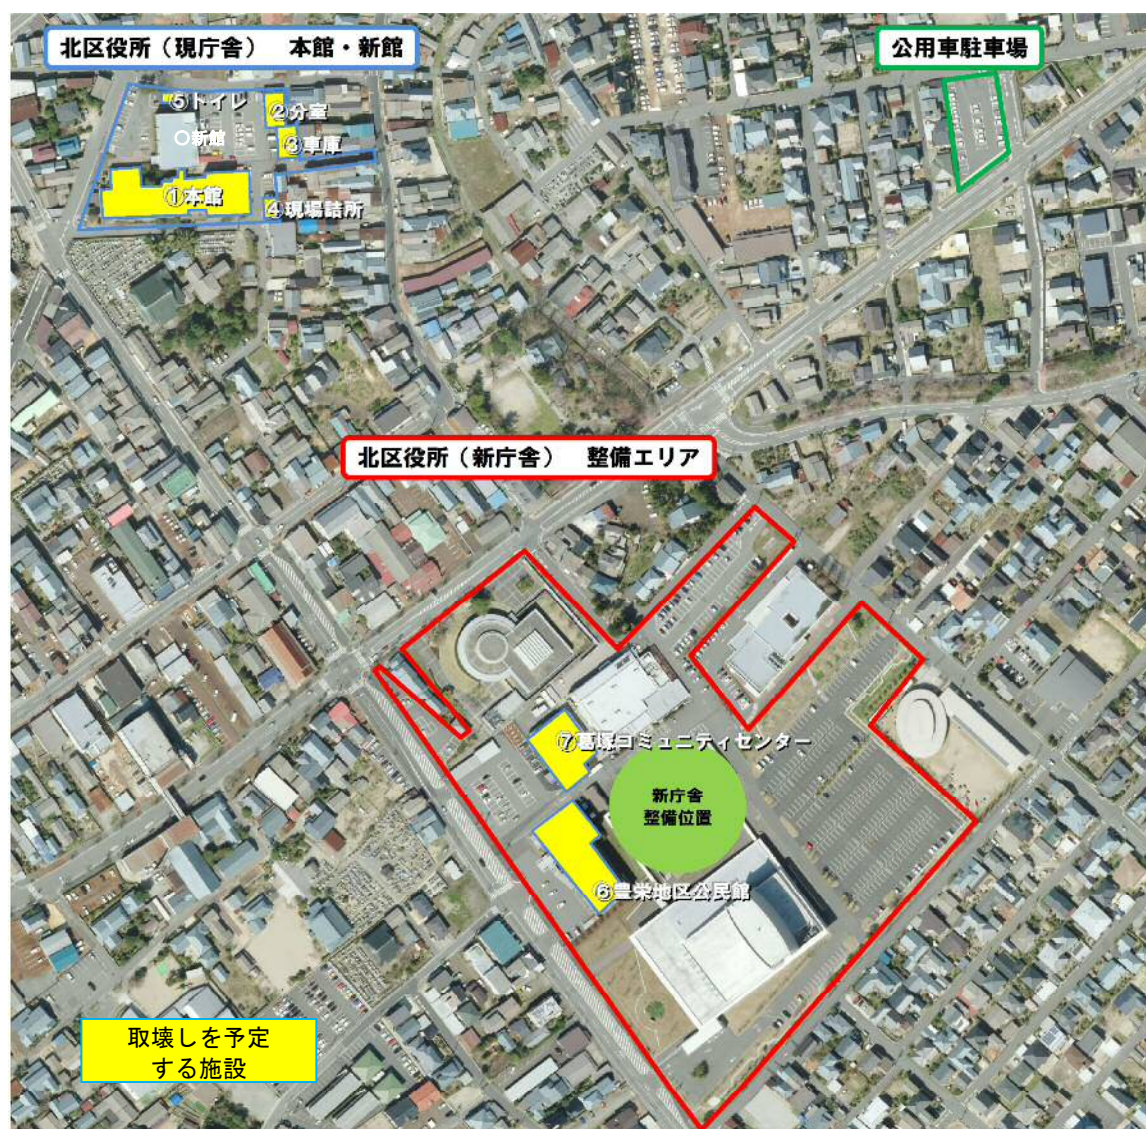 北区役所（現庁舎）　本館・新館
公用車駐車場
⑤トイレ
②分室
○新館
③車庫
①本館
④現場詰所
北区役所（新庁舎）　整備エリア
⑦葛塚コミュニティセンター
新庁舎
整備位置
⑥豊栄地区公民館
取壊しを予定
する施設